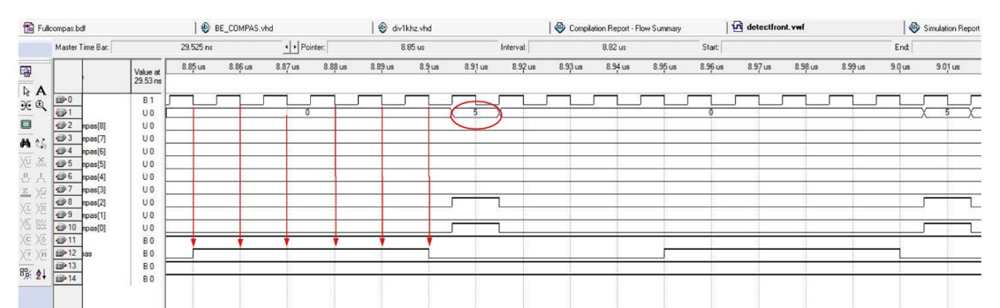 Fullcompas.bdf BE_COMPAS.vhd div1khz.vhd Compilation Report - Flow Summary detectfront.vwf Simulation Report
Master Time Bar: 29.525 ns Pointer: 8.85 us Interval: 8.82 us Start: End:
Value at 29.53 ns
8.85 us 8.86 us 8.87 us 8.88 us 8.89 us 8.9 us 8.91 us 8.92 us 8.93 us 8.94 us 8.95 us 8.96 us 8.97 us 8.98 us 8.99 us 9.0 us 9.01 us
0 B 1
1 U 0 0 5 0 5
2 npas[8] U 0
3 npas[7] U 0
4 npas[6] U 0
5 npas[5] U 0
6 npas[4] U 0
7 npas[3] U 0
8 npas[2] U 0
9 npas[1] U 0
10 npas[0] U 0
11 B 0
12 pas B 0
13 B 0
14 B 0